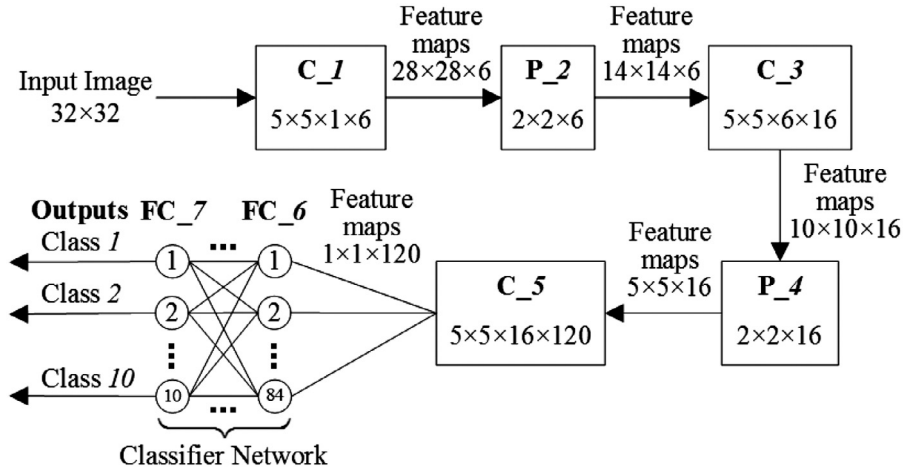 Input Image
32×32
C_1
5×5×1×6
Feature
maps
28×28×6
P_2
2×2×6
Feature
maps
14×14×6
C_3
5×5×6×16
Feature
maps
10×10×16
P_4
2×2×16
Feature
maps
5×5×16
C_5
5×5×16×120
Feature
maps
1×1×120
FC_6
1
2
84
FC_7
1
2
10
Outputs
Class 1
Class 2
Class 10
Classifier Network